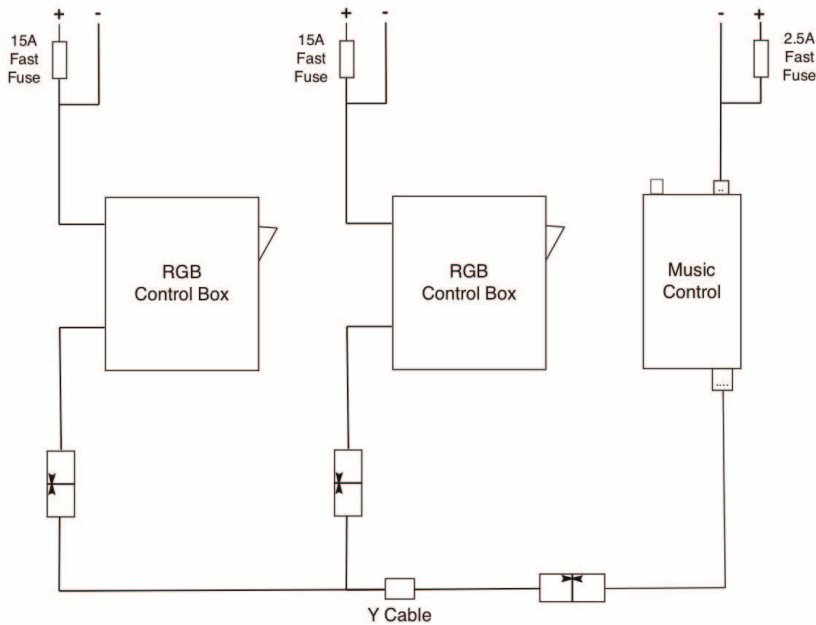 + -
15A
Fast
Fuse
+ -
15A
Fast
Fuse
- +
2.5A
Fast
Fuse
RGB
Control Box
RGB
Control Box
Music
Control
..
....
Y Cable